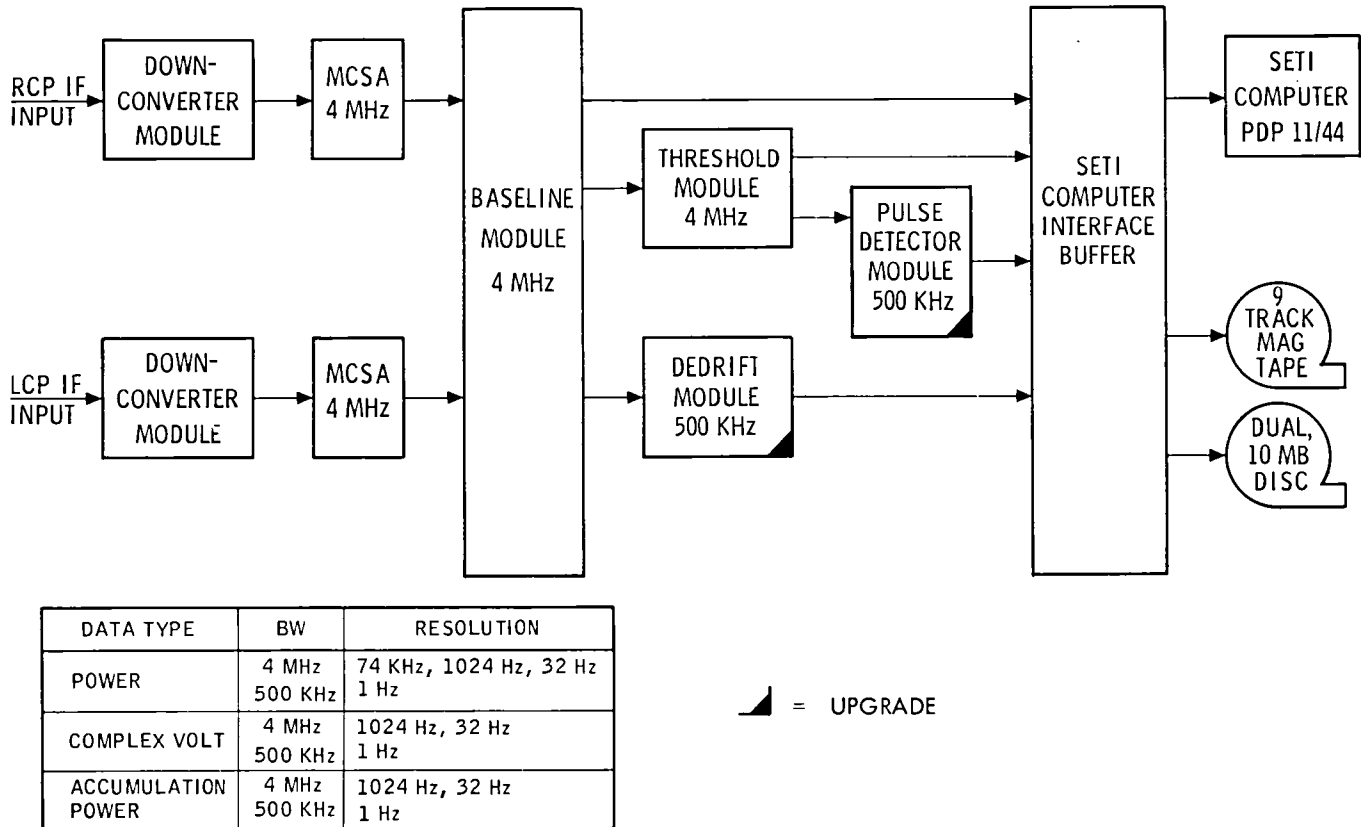 RCP IF
INPUT
DOWN-
CONVERTER
MODULE
MCSA
4 MHz
LCP IF
INPUT
DOWN-
CONVERTER
MODULE
MCSA
4 MHz
BASELINE
MODULE
4 MHz
THRESHOLD
MODULE
4 MHz
PULSE
DETECTOR
MODULE
500 KHz
DEDRIFT
MODULE
500 KHz
SETI
COMPUTER
INTERFACE
BUFFER
SETI
COMPUTER
PDP 11/44
9
TRACK
MAG
TAPE
DUAL,
10 MB
DISC
DATA TYPE BW RESOLUTION
POWER
4 MHz 74 KHz, 1024 Hz, 32 Hz
500 KHz 1 Hz
COMPLEX VOLT
4 MHz 1024 Hz, 32 Hz
500 KHz 1 Hz
ACCUMULATION
POWER
4 MHz 1024 Hz, 32 Hz
500 KHz 1 Hz
= UPGRADE